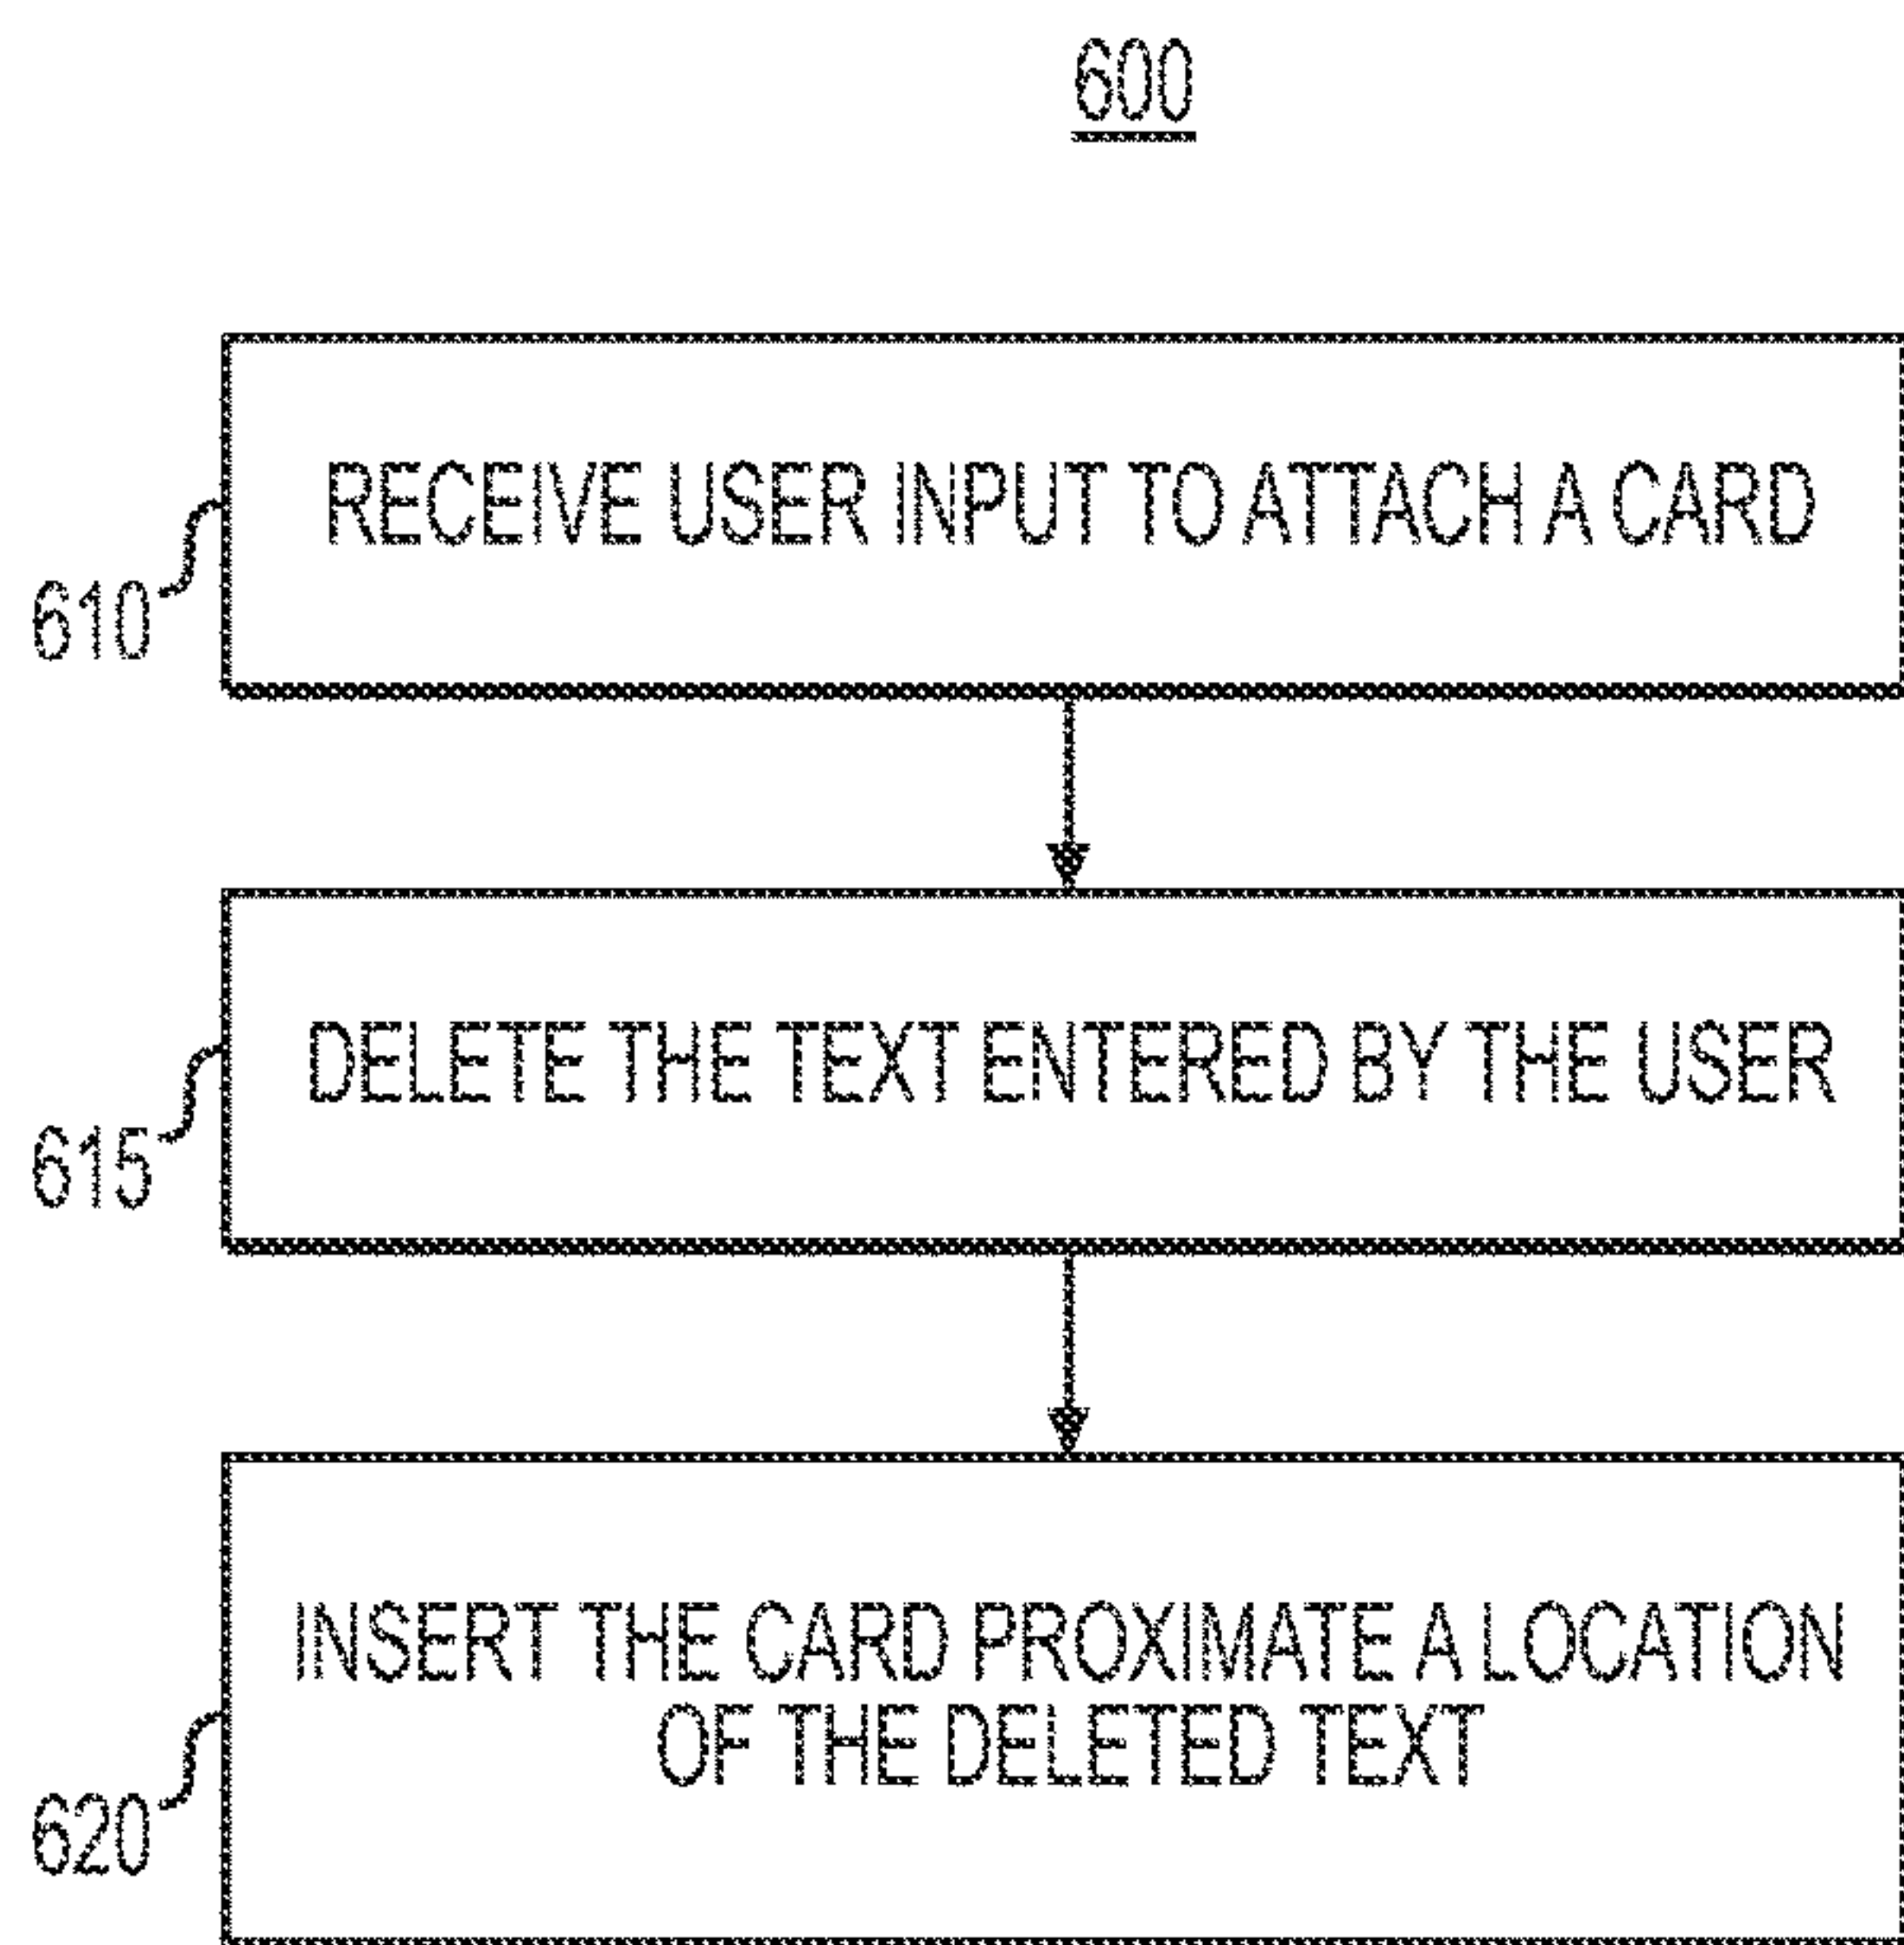 600
RECEIVE USER INPUT TO ATTACH A CARD
610
DELETE THE TEXT ENTERED BY THE USER
615
INSERT THE CARD PROXIMATE A LOCATION
OF THE DELETED TEXT
620